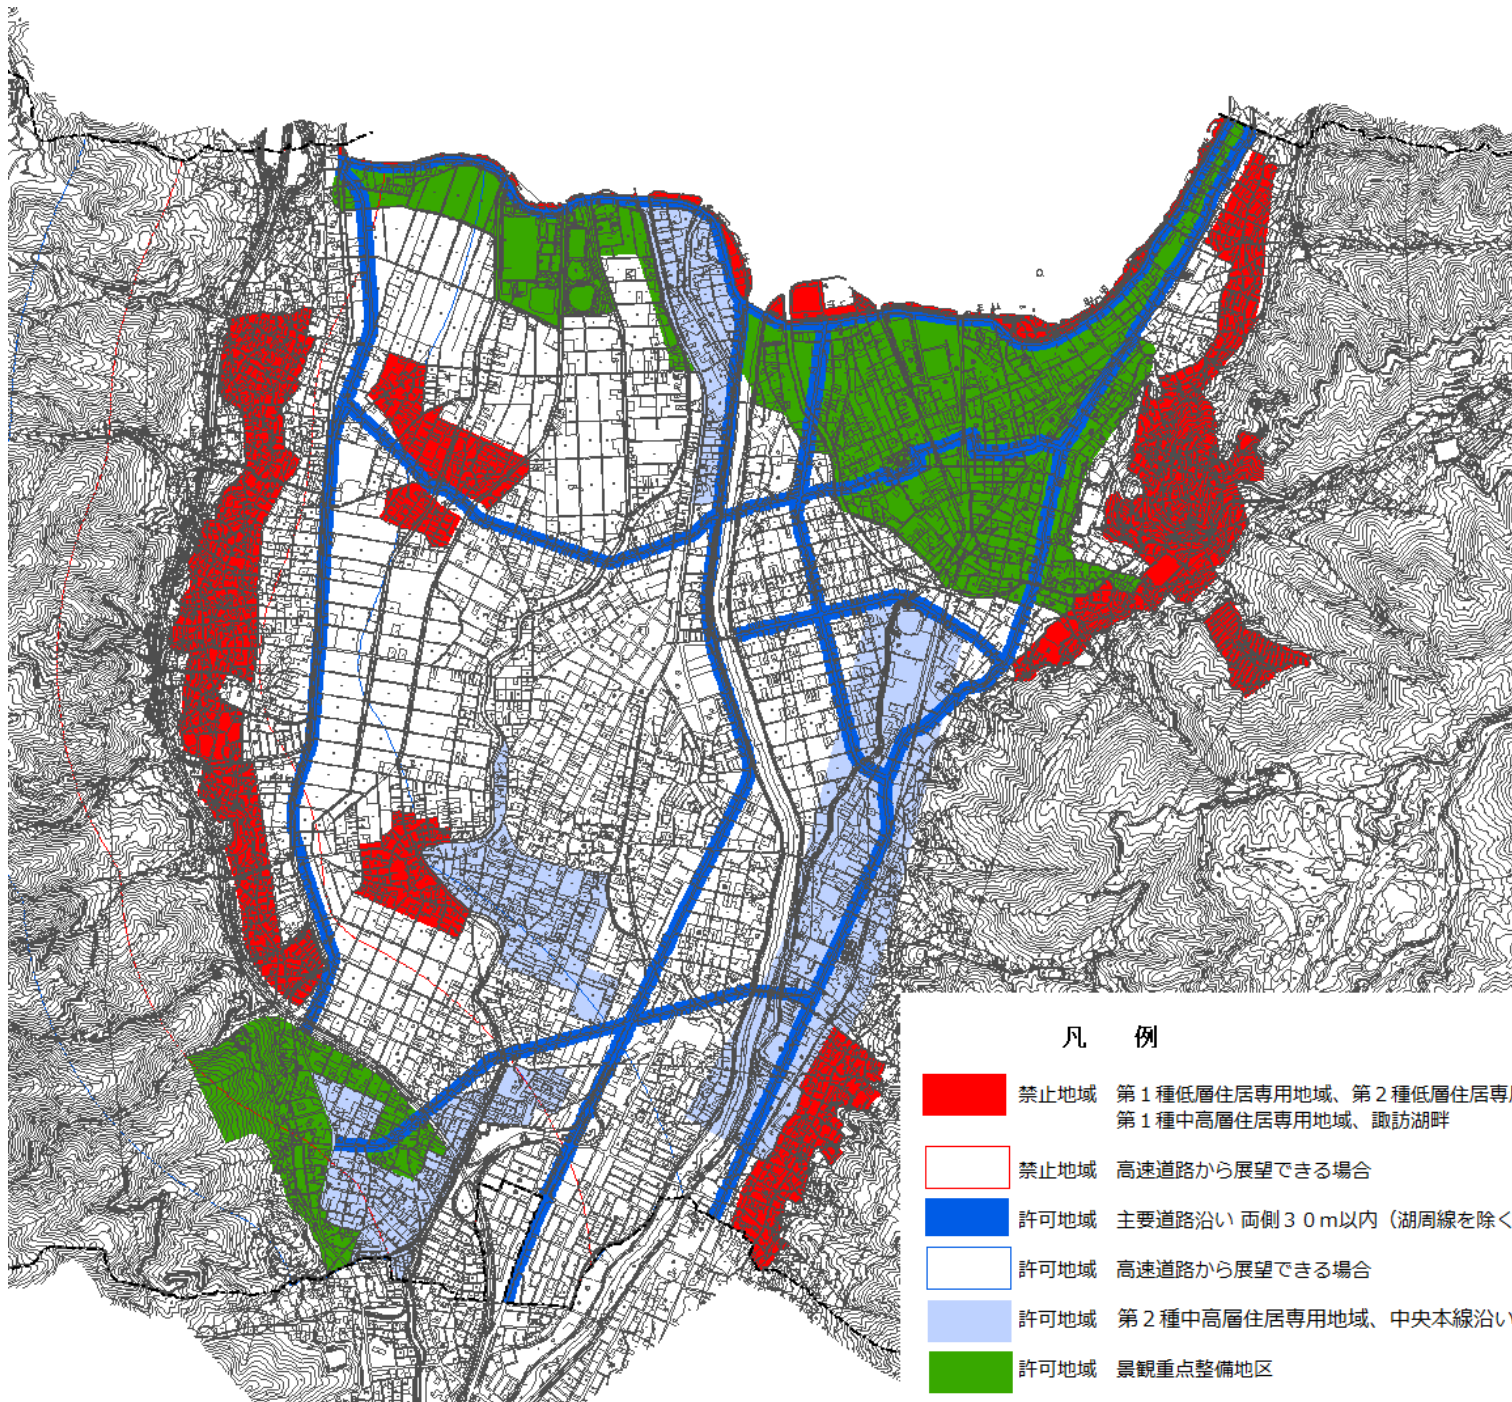 凡 例
禁止地域 第1種低層住居専用地域、第2種低層住居専
第1種中高層住居専用地域、諏訪湖畔
禁止地域 高速道路から展望できる場合
許可地域 主要道路沿い 両側30m以内（湖周線を除く
許可地域 高速道路から展望できる場合
許可地域 第2種中高層住居専用地域、中央本線沿い
許可地域 景観重点整備地区